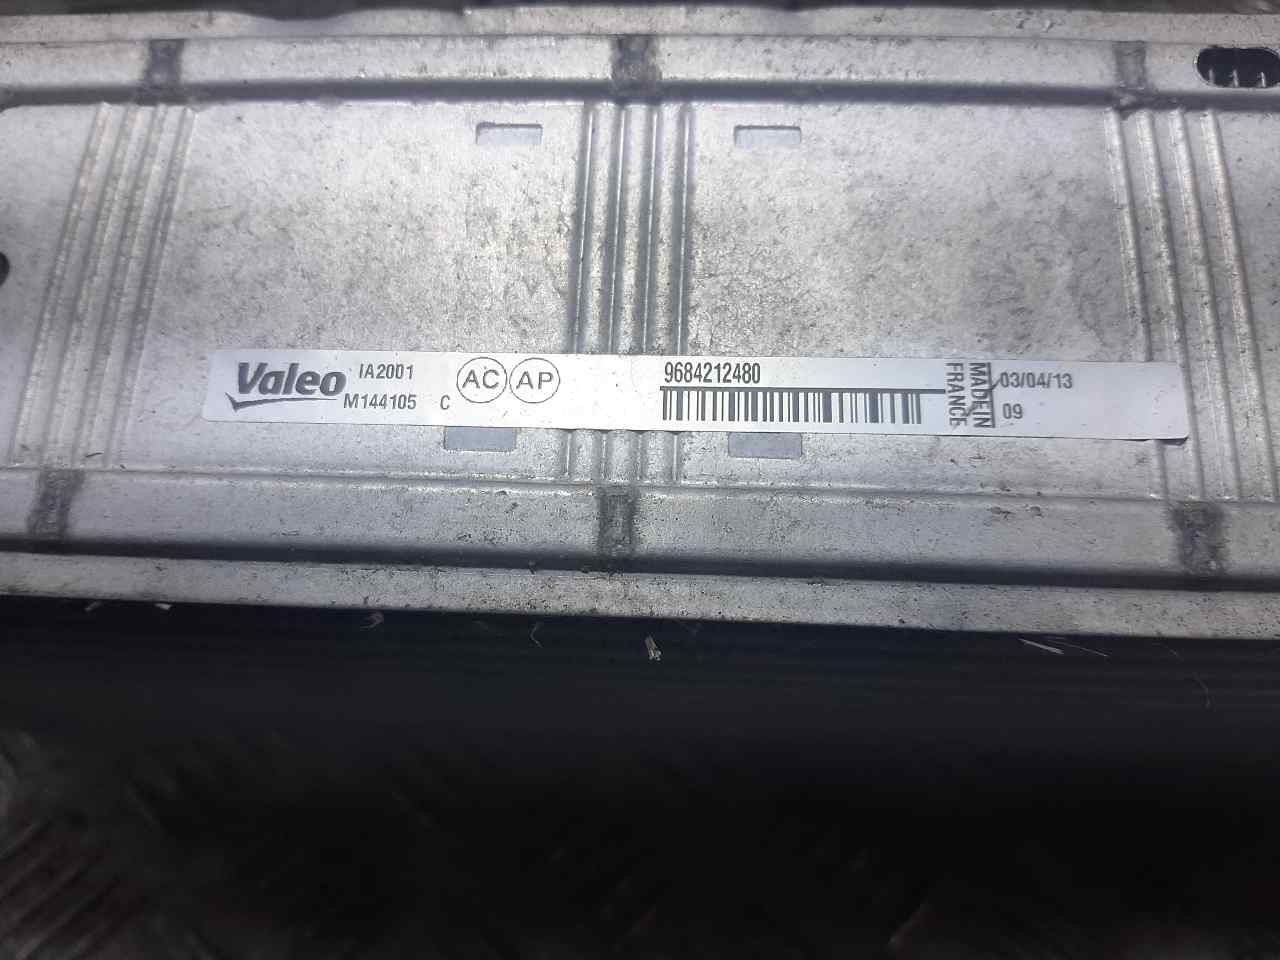 Valeo IA2001
M144105 C
AC AP
9684212480
MADE IN
FRANCE
03/04/13
09